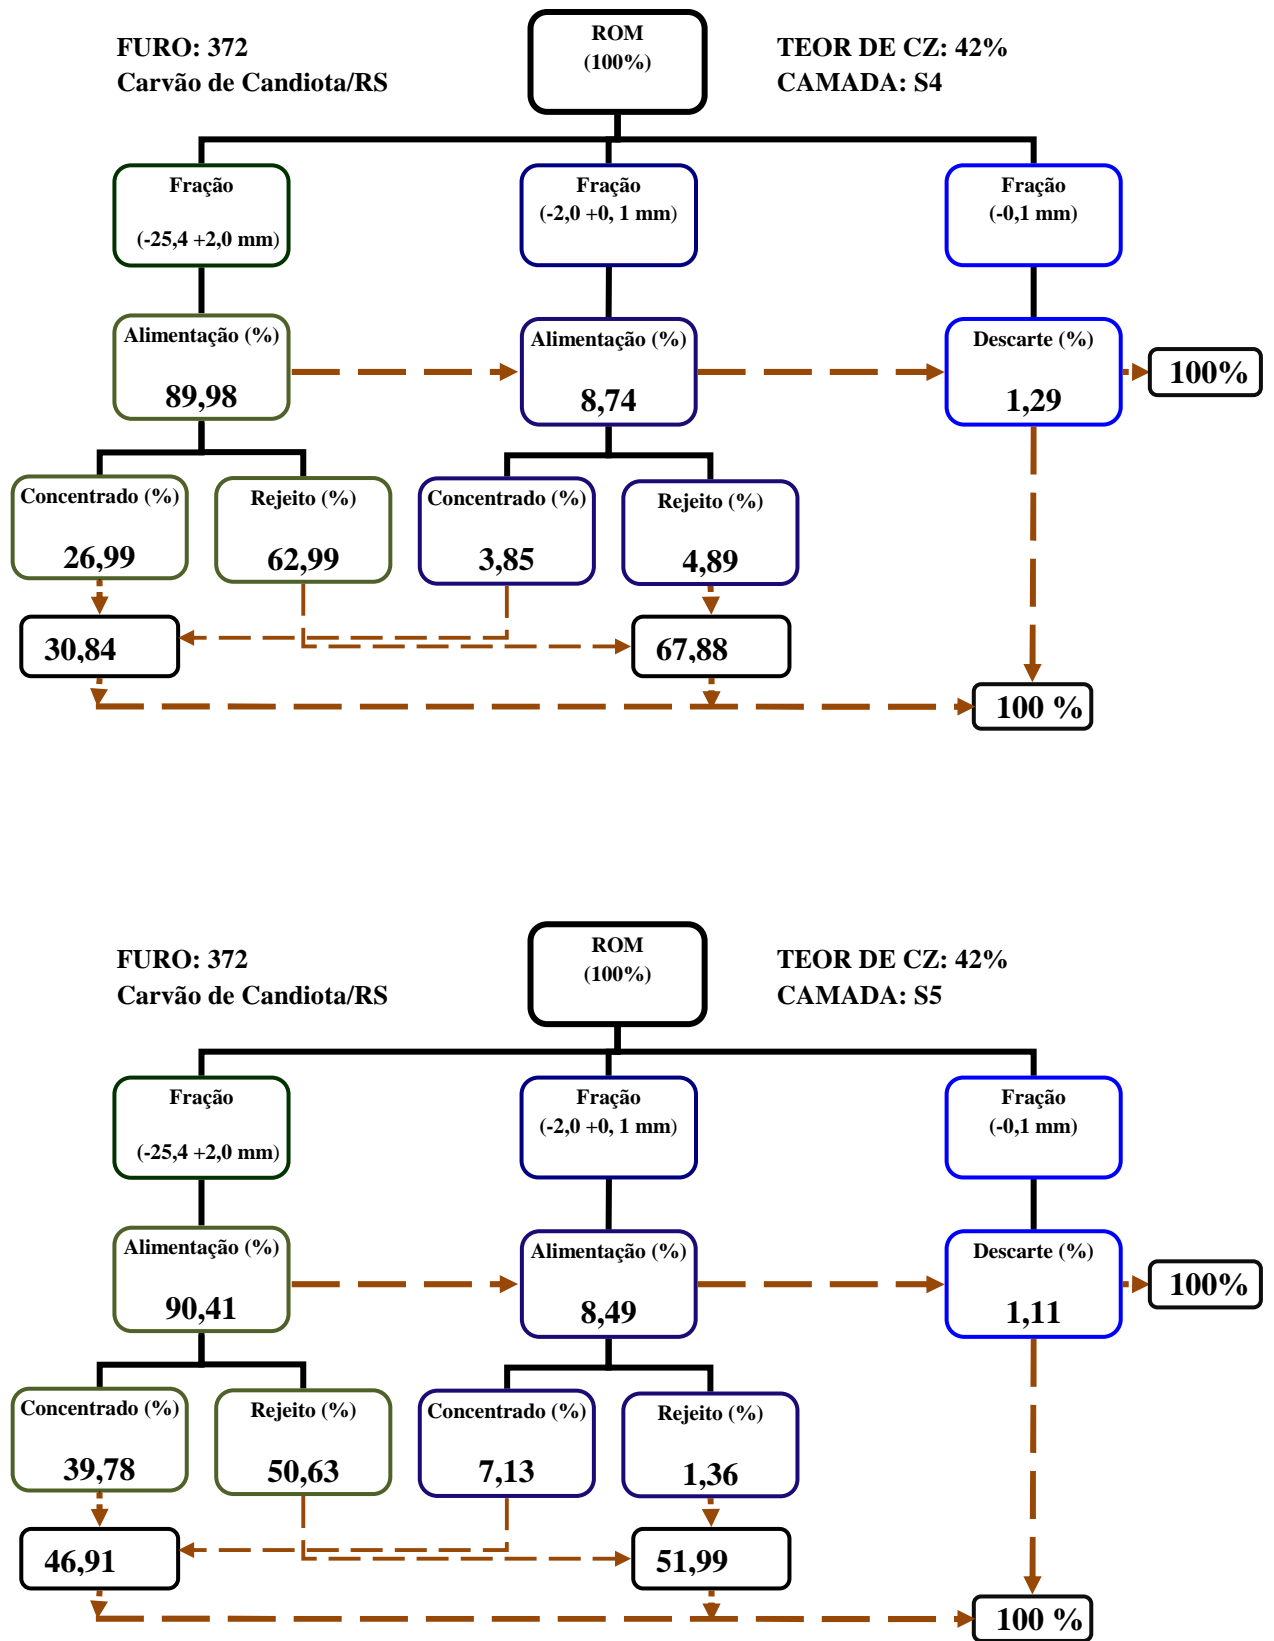 FURO: 372
Carvão de Candiota/RS
ROM
(100%)
TEOR DE CZ: 42%
CAMADA: S4
Fração
(-25,4 +2,0 mm)
Fração
(-2,0 +0, 1 mm)
Fração
(-0,1 mm)
Alimentação (%)
89,98
Alimentação (%)
8,74
Descarte (%)
1,29
100%
Concentrado (%)
26,99
Rejeito (%)
62,99
Concentrado (%)
3,85
Rejeito (%)
4,89
30,84
67,88
100 %
FURO: 372
Carvão de Candiota/RS
ROM
(100%)
TEOR DE CZ: 42%
CAMADA: S5
Fração
(-25,4 +2,0 mm)
Fração
(-2,0 +0, 1 mm)
Fração
(-0,1 mm)
Alimentação (%)
90,41
Alimentação (%)
8,49
Descarte (%)
1,11
100%
Concentrado (%)
39,78
Rejeito (%)
50,63
Concentrado (%)
7,13
Rejeito (%)
1,36
46,91
51,99
100 %